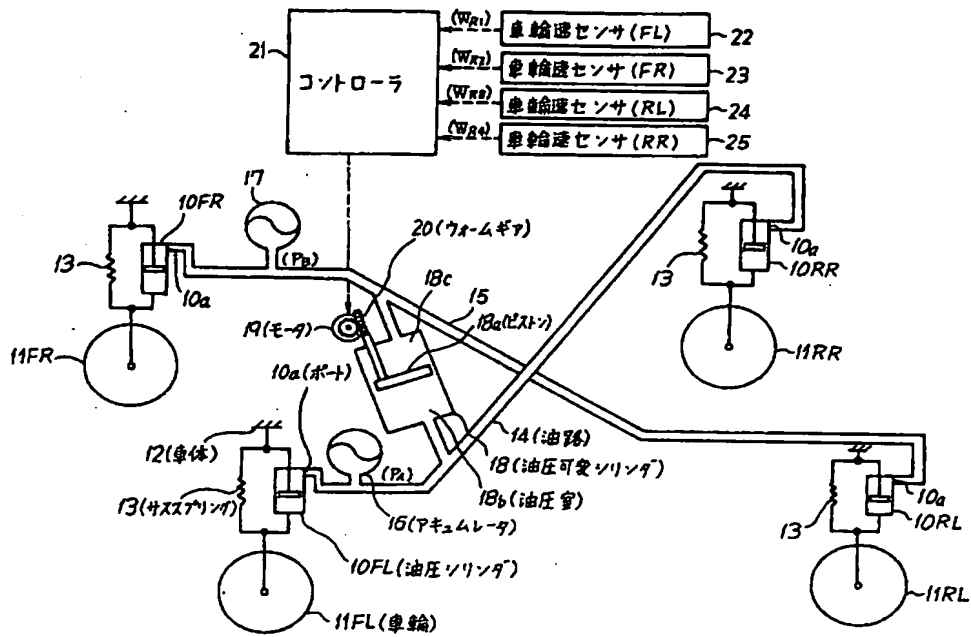 21
コントローラ
(WR1)
車輪速センサ(FL)
22
(WR2)
車輪速センサ(FR)
23
(WR3)
車輪速センサ(RL)
24
(WR4)
車輪速センサ(RR)
25
17
10FR
(PB)
13
10a
11FR
20(ウォームギア)
18c
19(モータ)
18a(ピストン)
15
13
10a
10RR
11RR
10a(ポート)
12(車体)
13(サススプリング)
(PA)
16(アキュムレータ)
14(油路)
18(油圧可変シリンダ)
18b(油圧室)
10FL(油圧シリンダ)
11FL(車輪)
10a
10RL
13
11RL